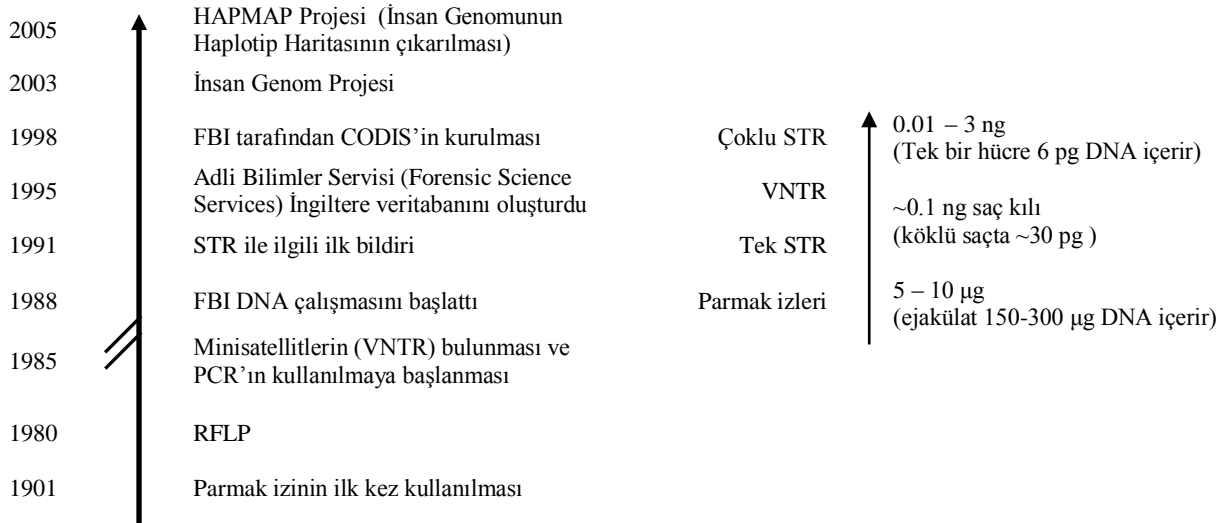 2005
HAPMAP Projesi (İnsan Genomunun
Haplotip Haritasının çıkarılması)
2003
İnsan Genom Projesi
1998
FBI tarafından CODIS’in kurulması
Çoklu STR
0.01 – 3 ng
(Tek bir hücre 6 pg DNA içerir)
1995
Adli Bilimler Servisi (Forensic Science
Services) İngiltere veritabanını oluşturdu
VNTR
~0.1 ng saç kılı
(köklü saçta ~30 pg )
1991
STR ile ilgili ilk bildiri
Tek STR
1988
FBI DNA çalışmasını başlattı
Parmak izleri
5 – 10 µg
(ejakülat 150-300 µg DNA içerir)
1985
Minisatellitlerin (VNTR) bulunması ve
PCR’ın kullanılmaya başlanması
1980
RFLP
1901
Parmak izinin ilk kez kullanılması